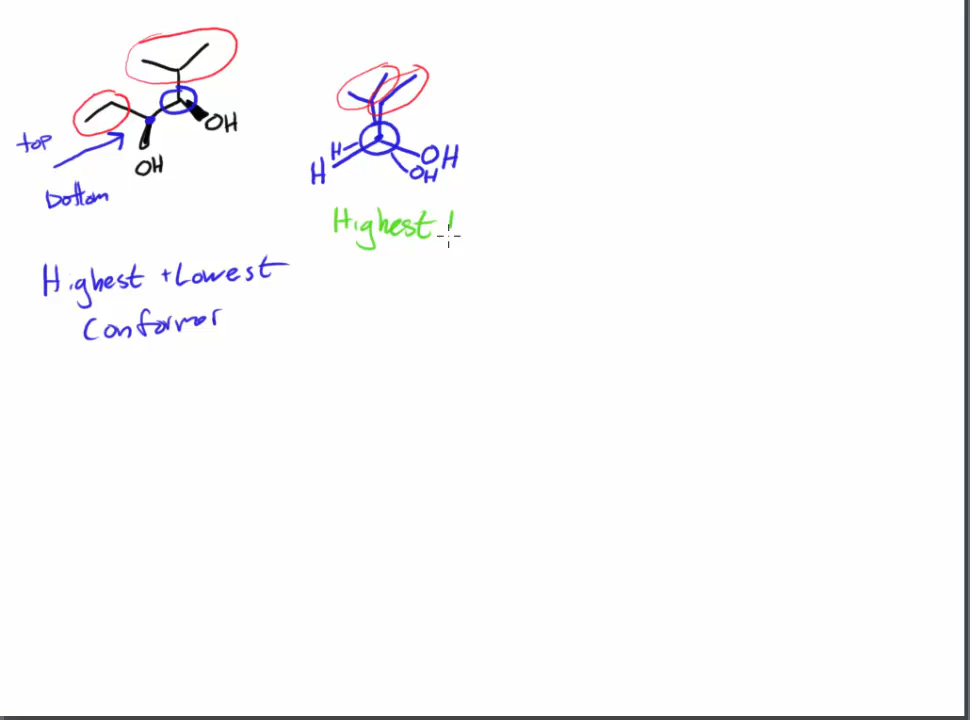 OH
OH
top
bottom
H
H
OH
OH
Highest
Highest + Lowest
Conformer